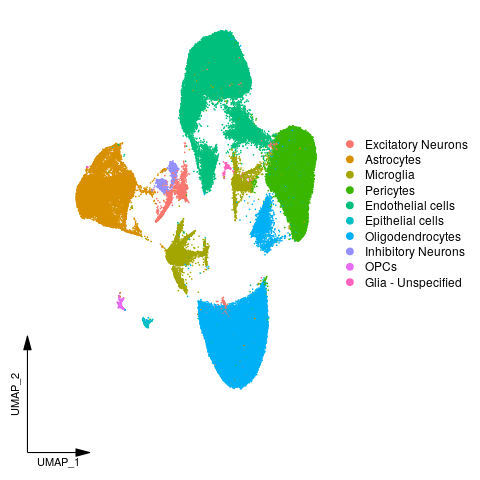 Excitatory Neurons
Astrocytes
Microglia
Pericytes
Endothelial cells
Epithelial cells
Oligodendrocytes
Inhibitory Neurons
OPCs
Glia - Unspecified
UMAP_2
UMAP_1